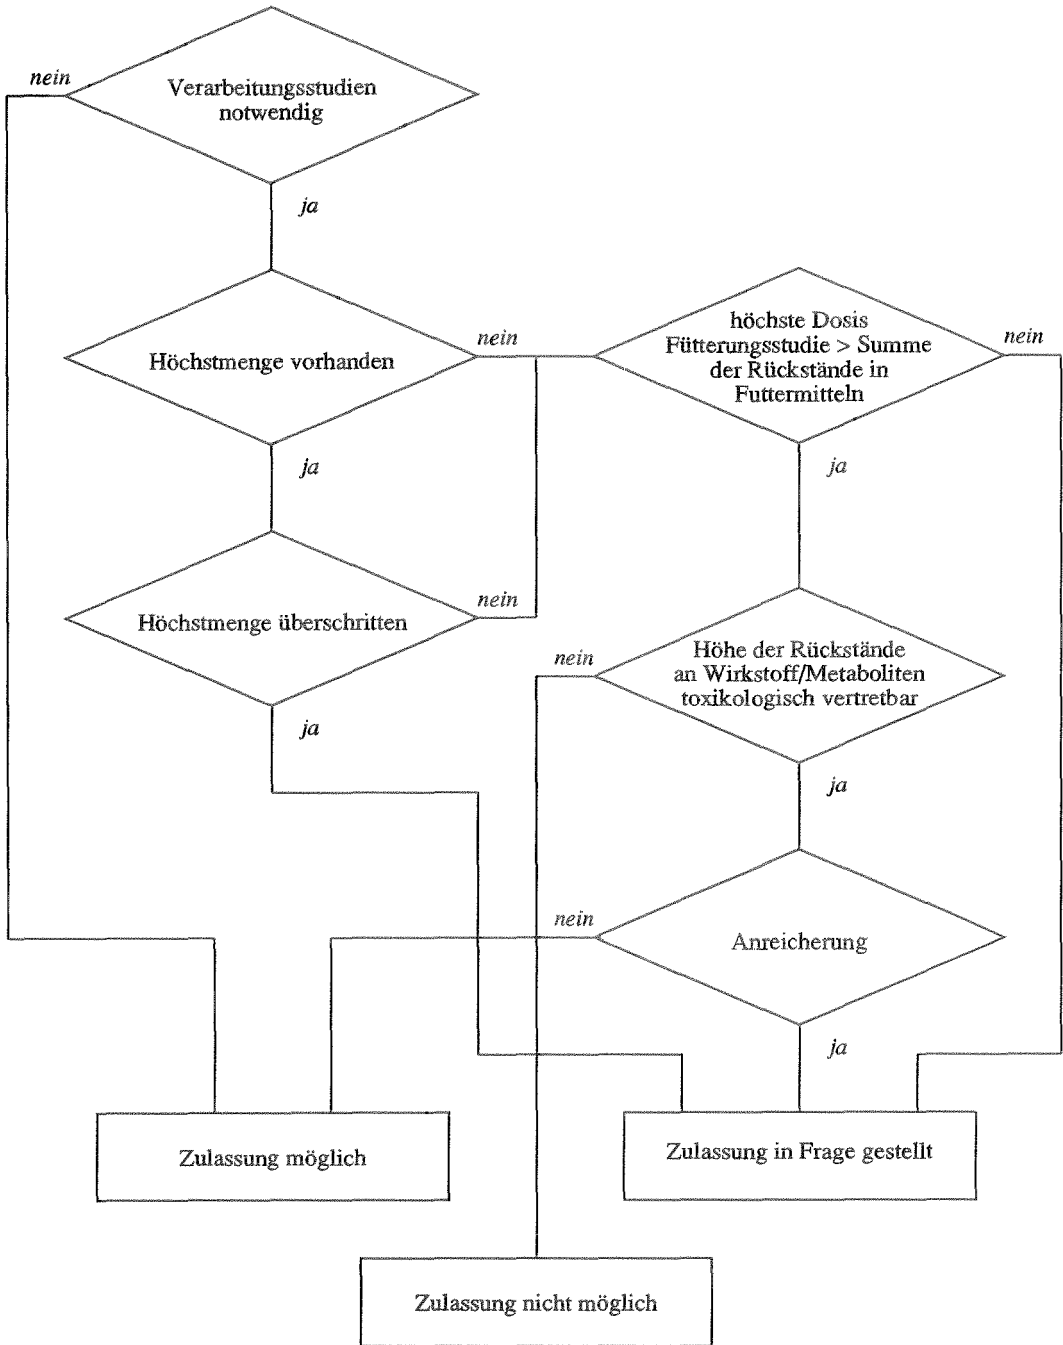 nein
Verarbeitungsstudien
notwendig
ja
Höchstmenge vorhanden
nein
höchste Dosis
Fütterungsstudie > Summe
der Rückstände in
Futtermitteln
nein
ja
ja
Höchstmenge überschritten
nein
ja
nein
Höhe der Rückstände
an Wirkstoff/Metaboliten
toxikologisch vertretbar
ja
nein
Anreicherung
ja
Zulassung möglich
Zulassung in Frage gestellt
Zulassung nicht möglich